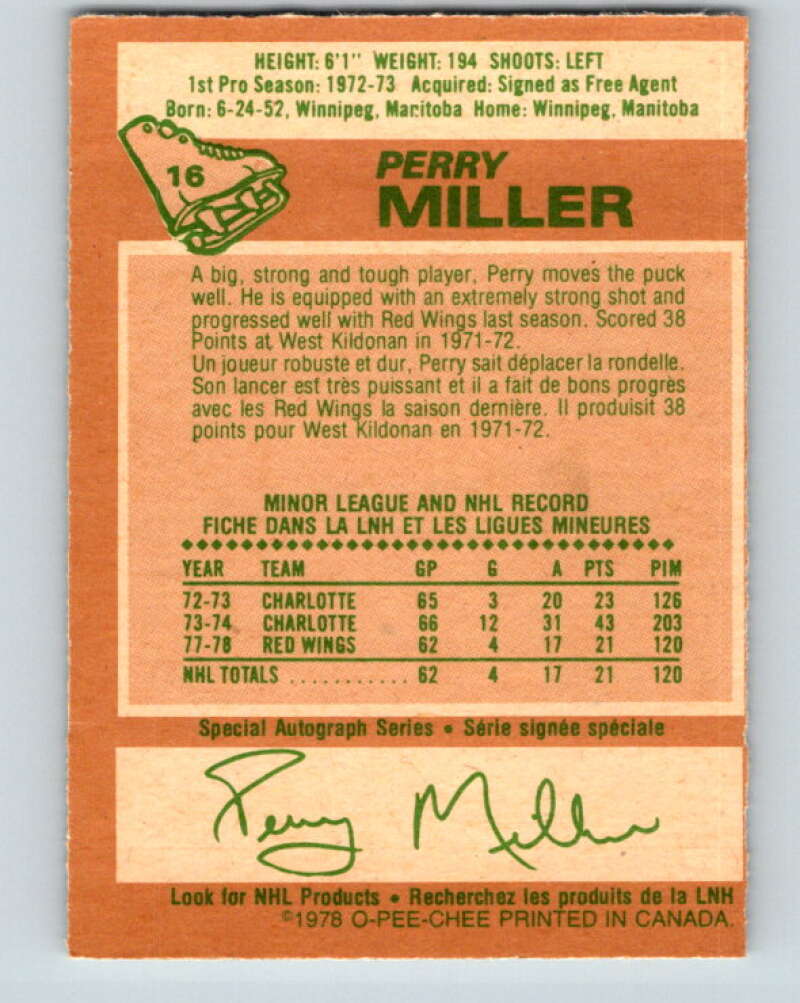 HEIGHT: 6'1" WEIGHT: 194 SHOOTS: LEFT
1st Pro Season: 1972-73 Acquired: Signed as Free Agent
Born: 6-24-52, Winnipeg, Manitoba Home: Winnipeg, Manitoba
16
PERRY
MILLER
A big, strong and tough player, Perry moves the puck
well. He is equipped with an extremely strong shot and
progressed well with Red Wings last season. Scored 38
Points at West Kildonan in 1971-72.
Un joueur robuste et dur, Perry sait déplacer la rondelle.
Son lancer est très puissant et il a fait de bons progrès
avec les Red Wings la saison dernière. Il produisit 38
points pour West Kildonan en 1971-72.
MINOR LEAGUE AND NHL RECORD
FICHE DANS LA LNH ET LES LIGUES MINEURES
YEAR TEAM GP G A PTS PIM
72-73 CHARLOTTE 65 3 20 23 126
73-74 CHARLOTTE 66 12 31 43 203
77-78 RED WINGS 62 4 17 21 120
NHL TOTALS ........... 62 4 17 21 120
Special Autograph Series • Série signée spéciale
Perry Miller
Look for NHL Products • Recherchez les produits de la LNH
©1978 O-PEE-CHEE PRINTED IN CANADA.